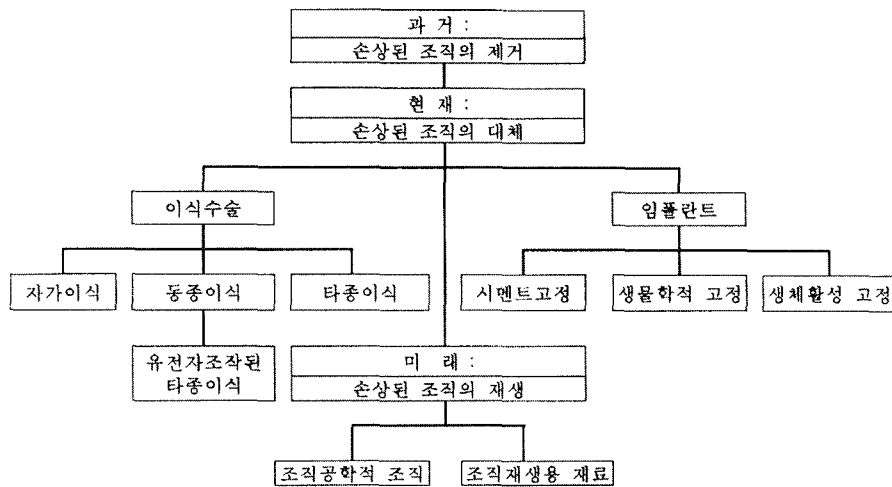 과 거 :
손상된 조직의 제거
현 재 :
손상된 조직의 대체
이식수술
임플란트
자가이식
동종이식
타종이식
시멘트고정
생물학적 고정
생체활성 고정
유전자조작된
타종이식
미 래 :
손상된 조직의 재생
조직공학적 조직
조직재생용 재료